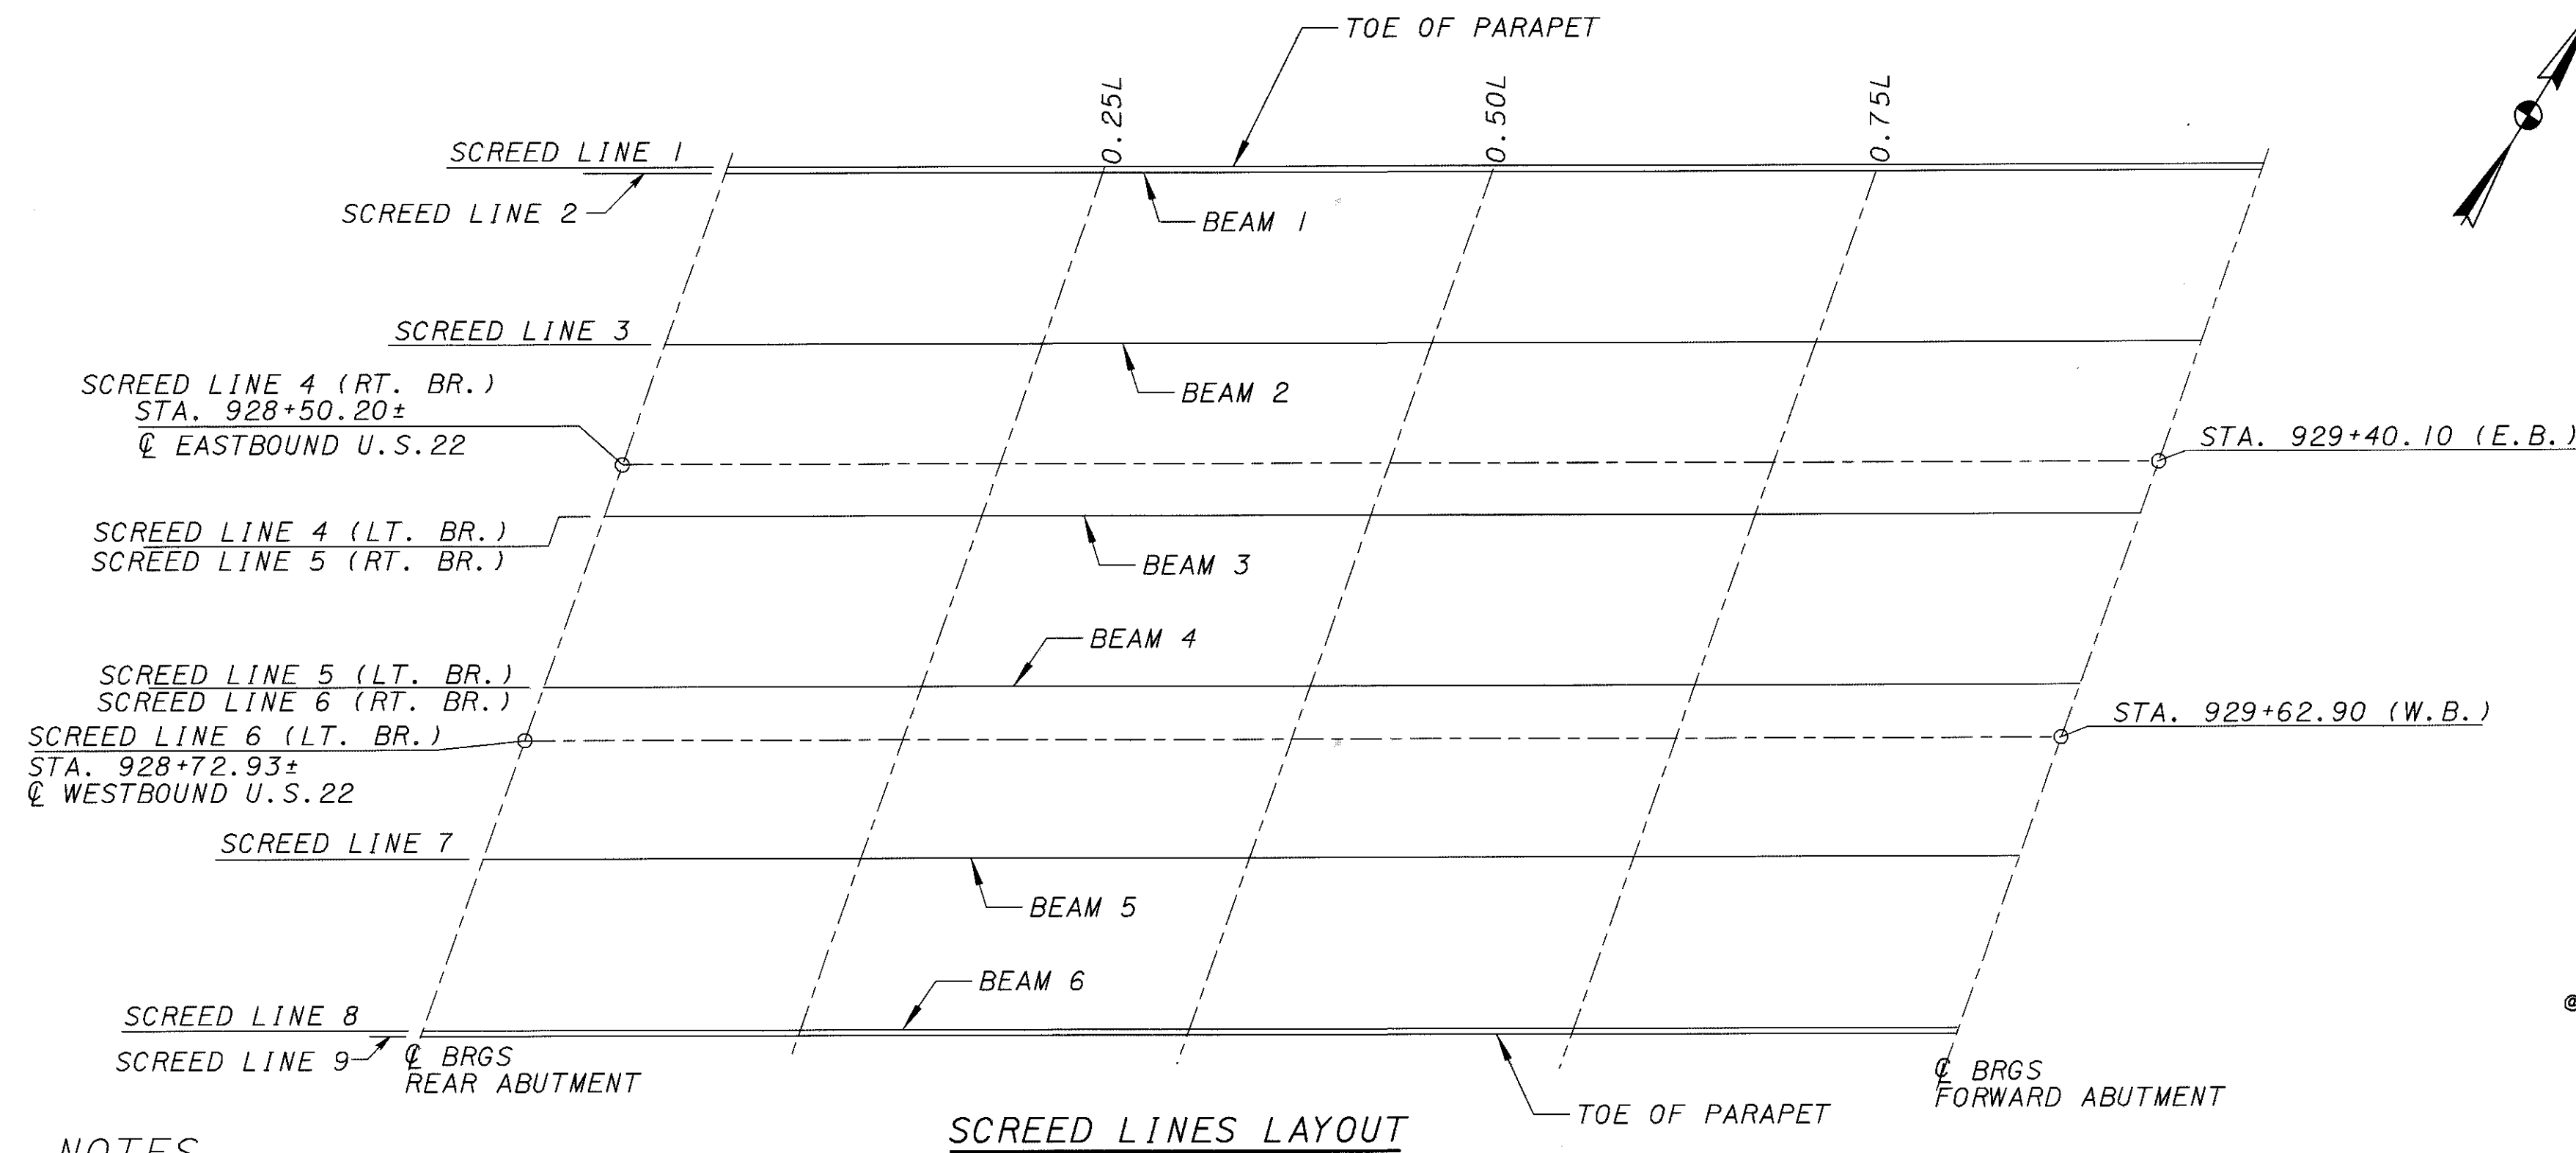 TOE OF PARAPET
0.25L
0.50L
0.75L
SCREED LINE 1
SCREED LINE 2
BEAM 1
SCREED LINE 3
BEAM 2
SCREED LINE 4 (RT. BR.)
STA. 928+50.20±
℄ EASTBOUND U.S.22
STA. 929+40.10 (E.B.)
SCREED LINE 4 (LT. BR.)
SCREED LINE 5 (RT. BR.)
BEAM 3
BEAM 4
SCREED LINE 5 (LT. BR.)
SCREED LINE 6 (RT. BR.)
SCREED LINE 6 (LT. BR.)
STA. 928+72.93±
℄ WESTBOUND U.S.22
STA. 929+62.90 (W.B.)
SCREED LINE 7
BEAM 5
BEAM 6
SCREED LINE 8
SCREED LINE 9
℄ BRGS
REAR ABUTMENT
℄ BRGS
FORWARD ABUTMENT
TOE OF PARAPET
SCREED LINES LAYOUT
NOTES
@